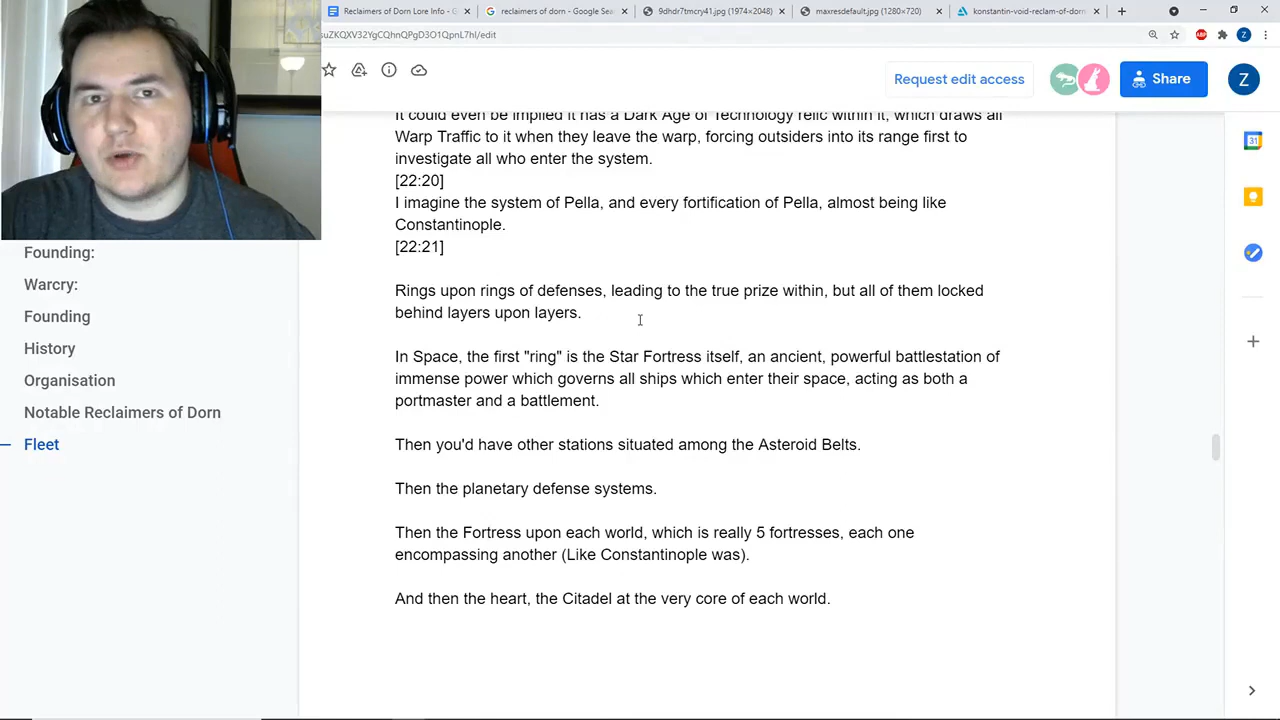 Reclaimers of Dorn Lore Info - G
reclaimers of dorn - Google Sea
9dhdr7tmcry41.jpg (1974×2048)
maxresdefault.jpg (1280×720)
konstantin-void-reclam-of-dorn
suZKQXV32YgCQhnQPgD3O1QpnL7hI/edit
Request edit access
Share
Z
31
It could even be implied it has a Dark Age of Technology relic within it, which draws all
Warp Traffic to it when they leave the warp, forcing outsiders into its range first to
investigate all who enter the system.
[22:20]
I imagine the system of Pella, and every fortification of Pella, almost being like
Constantinople.
[22:21]
Rings upon rings of defenses, leading to the true prize within, but all of them locked
behind layers upon layers.
In Space, the first "ring" is the Star Fortress itself, an ancient, powerful battlestation of
immense power which governs all ships which enter their space, acting as both a
portmaster and a battlement.
Then you'd have other stations situated among the Asteroid Belts.
Then the planetary defense systems.
Then the Fortress upon each world, which is really 5 fortresses, each one
encompassing another (Like Constantinople was).
And then the heart, the Citadel at the very core of each world.
Founding:
Warcry:
Founding
History
Organisation
Notable Reclaimers of Dorn
Fleet